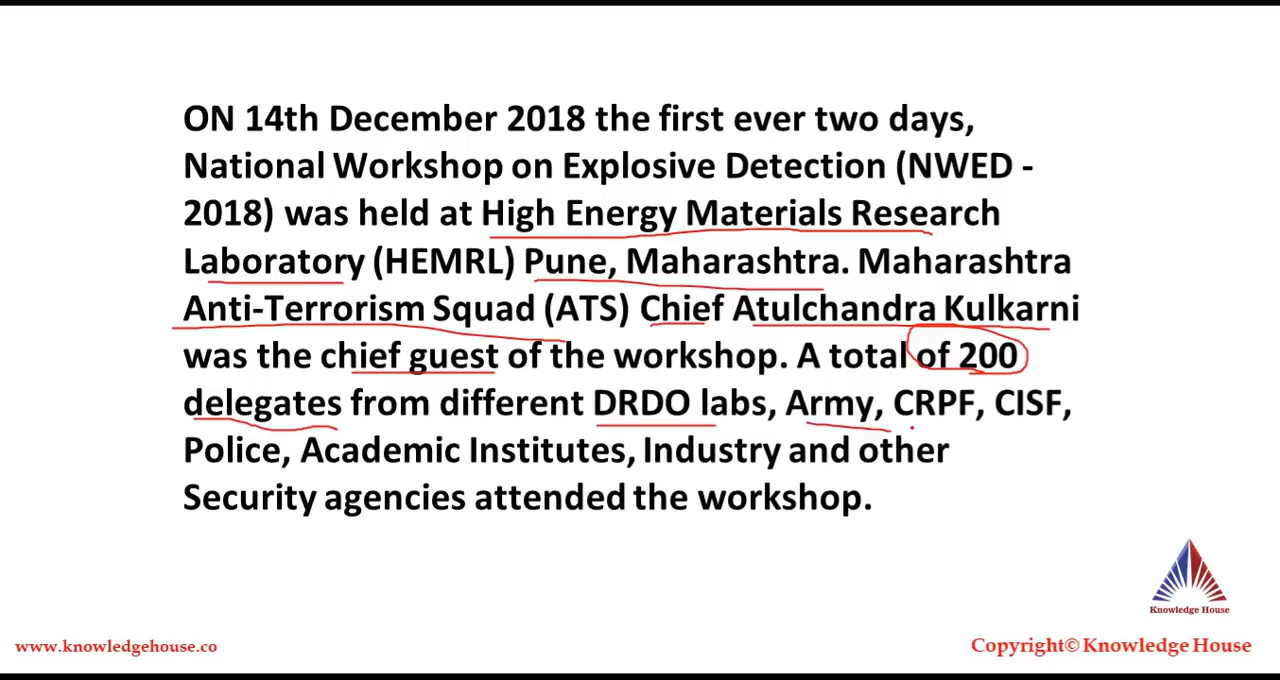 ON 14th December 2018 the first ever two days,
National Workshop on Explosive Detection (NWED -
2018) was held at High Energy Materials Research
Laboratory (HEMRL) Pune, Maharashtra. Maharashtra
Anti-Terrorism Squad (ATS) Chief Atulchandra Kulkarni
was the chief guest of the workshop. A total of 200
delegates from different DRDO labs, Army, CRPF, CISF,
Police, Academic Institutes, Industry and other
Security agencies attended the workshop.
Knowledge House
www.knowledgehouse.co
Copyright© Knowledge House